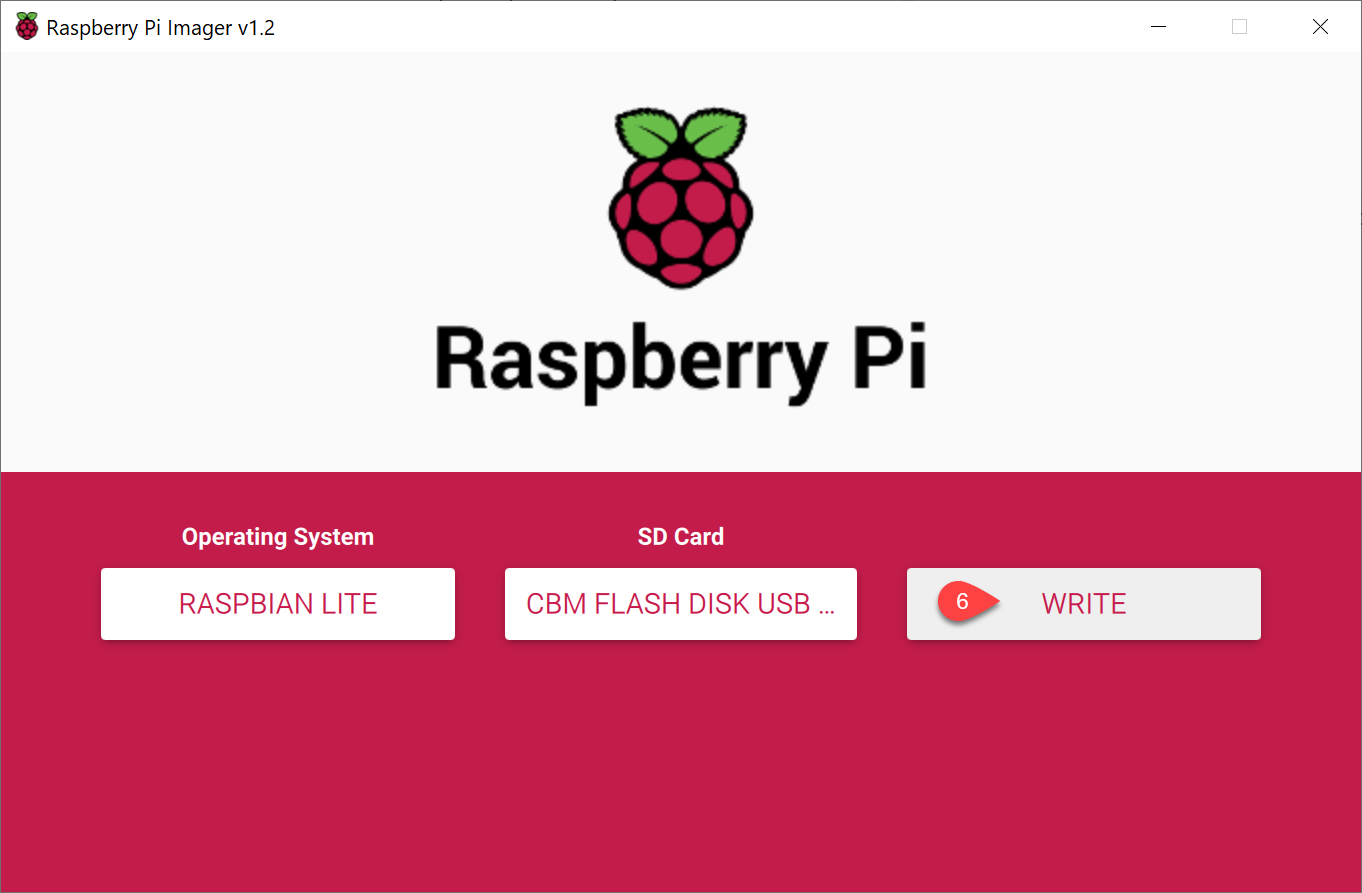 Raspberry Pi Imager v1.2
Raspberry Pi
Operating System
SD Card
RASPBIAN LITE
CBM FLASH DISK USB ...
6
WRITE